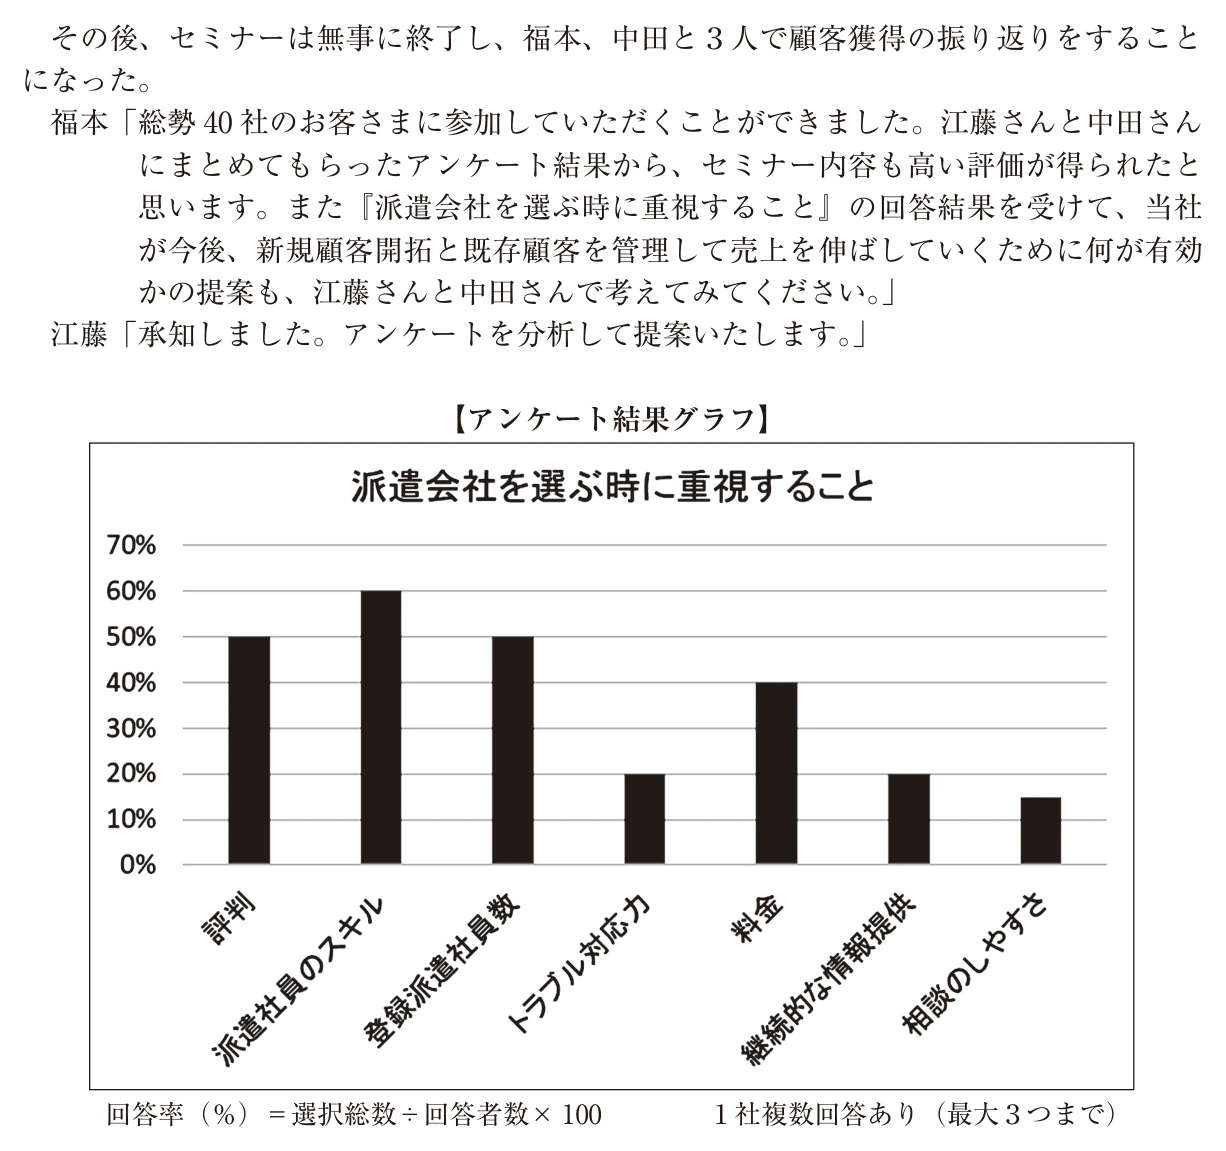 その後、セミナーは無事に終了し、福本、中田と３人で顧客獲得の振り返りをすること
になった。
福本「総勢 40 社のお客さまに参加していただくことができました。江藤さんと中田さん
にまとめてもらったアンケート結果から、セミナー内容も高い評価が得られたと
思います。また『派遣会社を選ぶ時に重視すること』の回答結果を受けて、当社
が今後、新規顧客開拓と既存顧客を管理して売上を伸ばしていくために何が有効
かの提案も、江藤さんと中田さんで考えてみてください。」
江藤「承知しました。アンケートを分析して提案いたします。」
【アンケート結果グラフ】
派遣会社を選ぶ時に重視すること
70%
60%
50%
40%
30%
20%
10%
0%
評判
派遣社員のスキル
登録派遣社員数
トラブル対応力
料金
継続的な情報提供
相談のしやすさ
回答率（%）＝選択総数÷回答者数× 100
１社複数回答あり（最大３つまで）